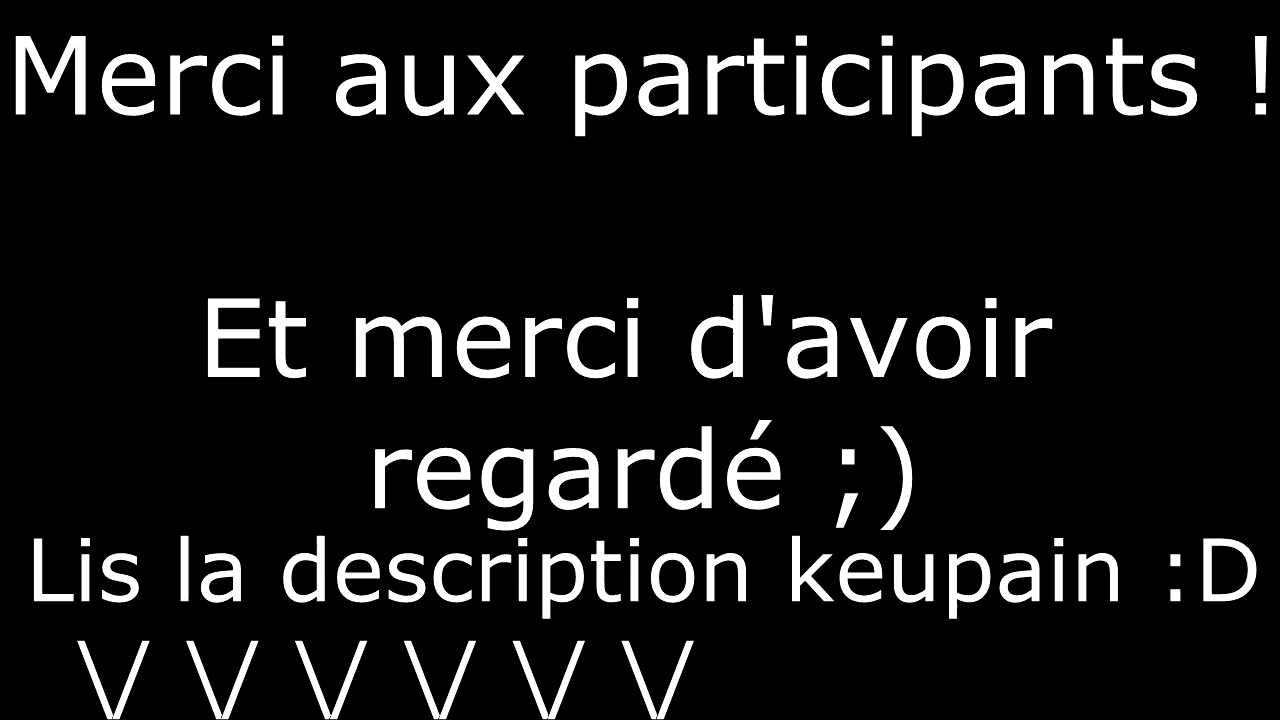 Merci aux participants !
Et merci d'avoir
regardé ;)
Lis la description keupain :D
\/ \/ \/ \/ \/ \/